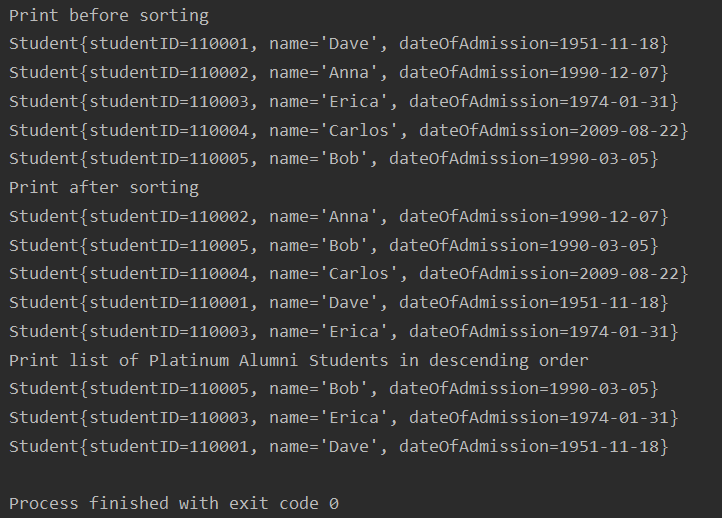 Print before sorting
Student{studentID=110001, name='Dave', dateOfAdmission=1951-11-18}
Student{studentID=110002, name='Anna', dateOfAdmission=1990-12-07}
Student{studentID=110003, name='Erica', dateOfAdmission=1974-01-31}
Student{studentID=110004, name='Carlos', dateOfAdmission=2009-08-22}
Student{studentID=110005, name='Bob', dateOfAdmission=1990-03-05}
Print after sorting
Student{studentID=110002, name='Anna', dateOfAdmission=1990-12-07}
Student{studentID=110005, name='Bob', dateOfAdmission=1990-03-05}
Student{studentID=110004, name='Carlos', dateOfAdmission=2009-08-22}
Student{studentID=110001, name='Dave', dateOfAdmission=1951-11-18}
Student{studentID=110003, name='Erica', dateOfAdmission=1974-01-31}
Print list of Platinum Alumni Students in descending order
Student{studentID=110005, name='Bob', dateOfAdmission=1990-03-05}
Student{studentID=110003, name='Erica', dateOfAdmission=1974-01-31}
Student{studentID=110001, name='Dave', dateOfAdmission=1951-11-18}
Process finished with exit code 0